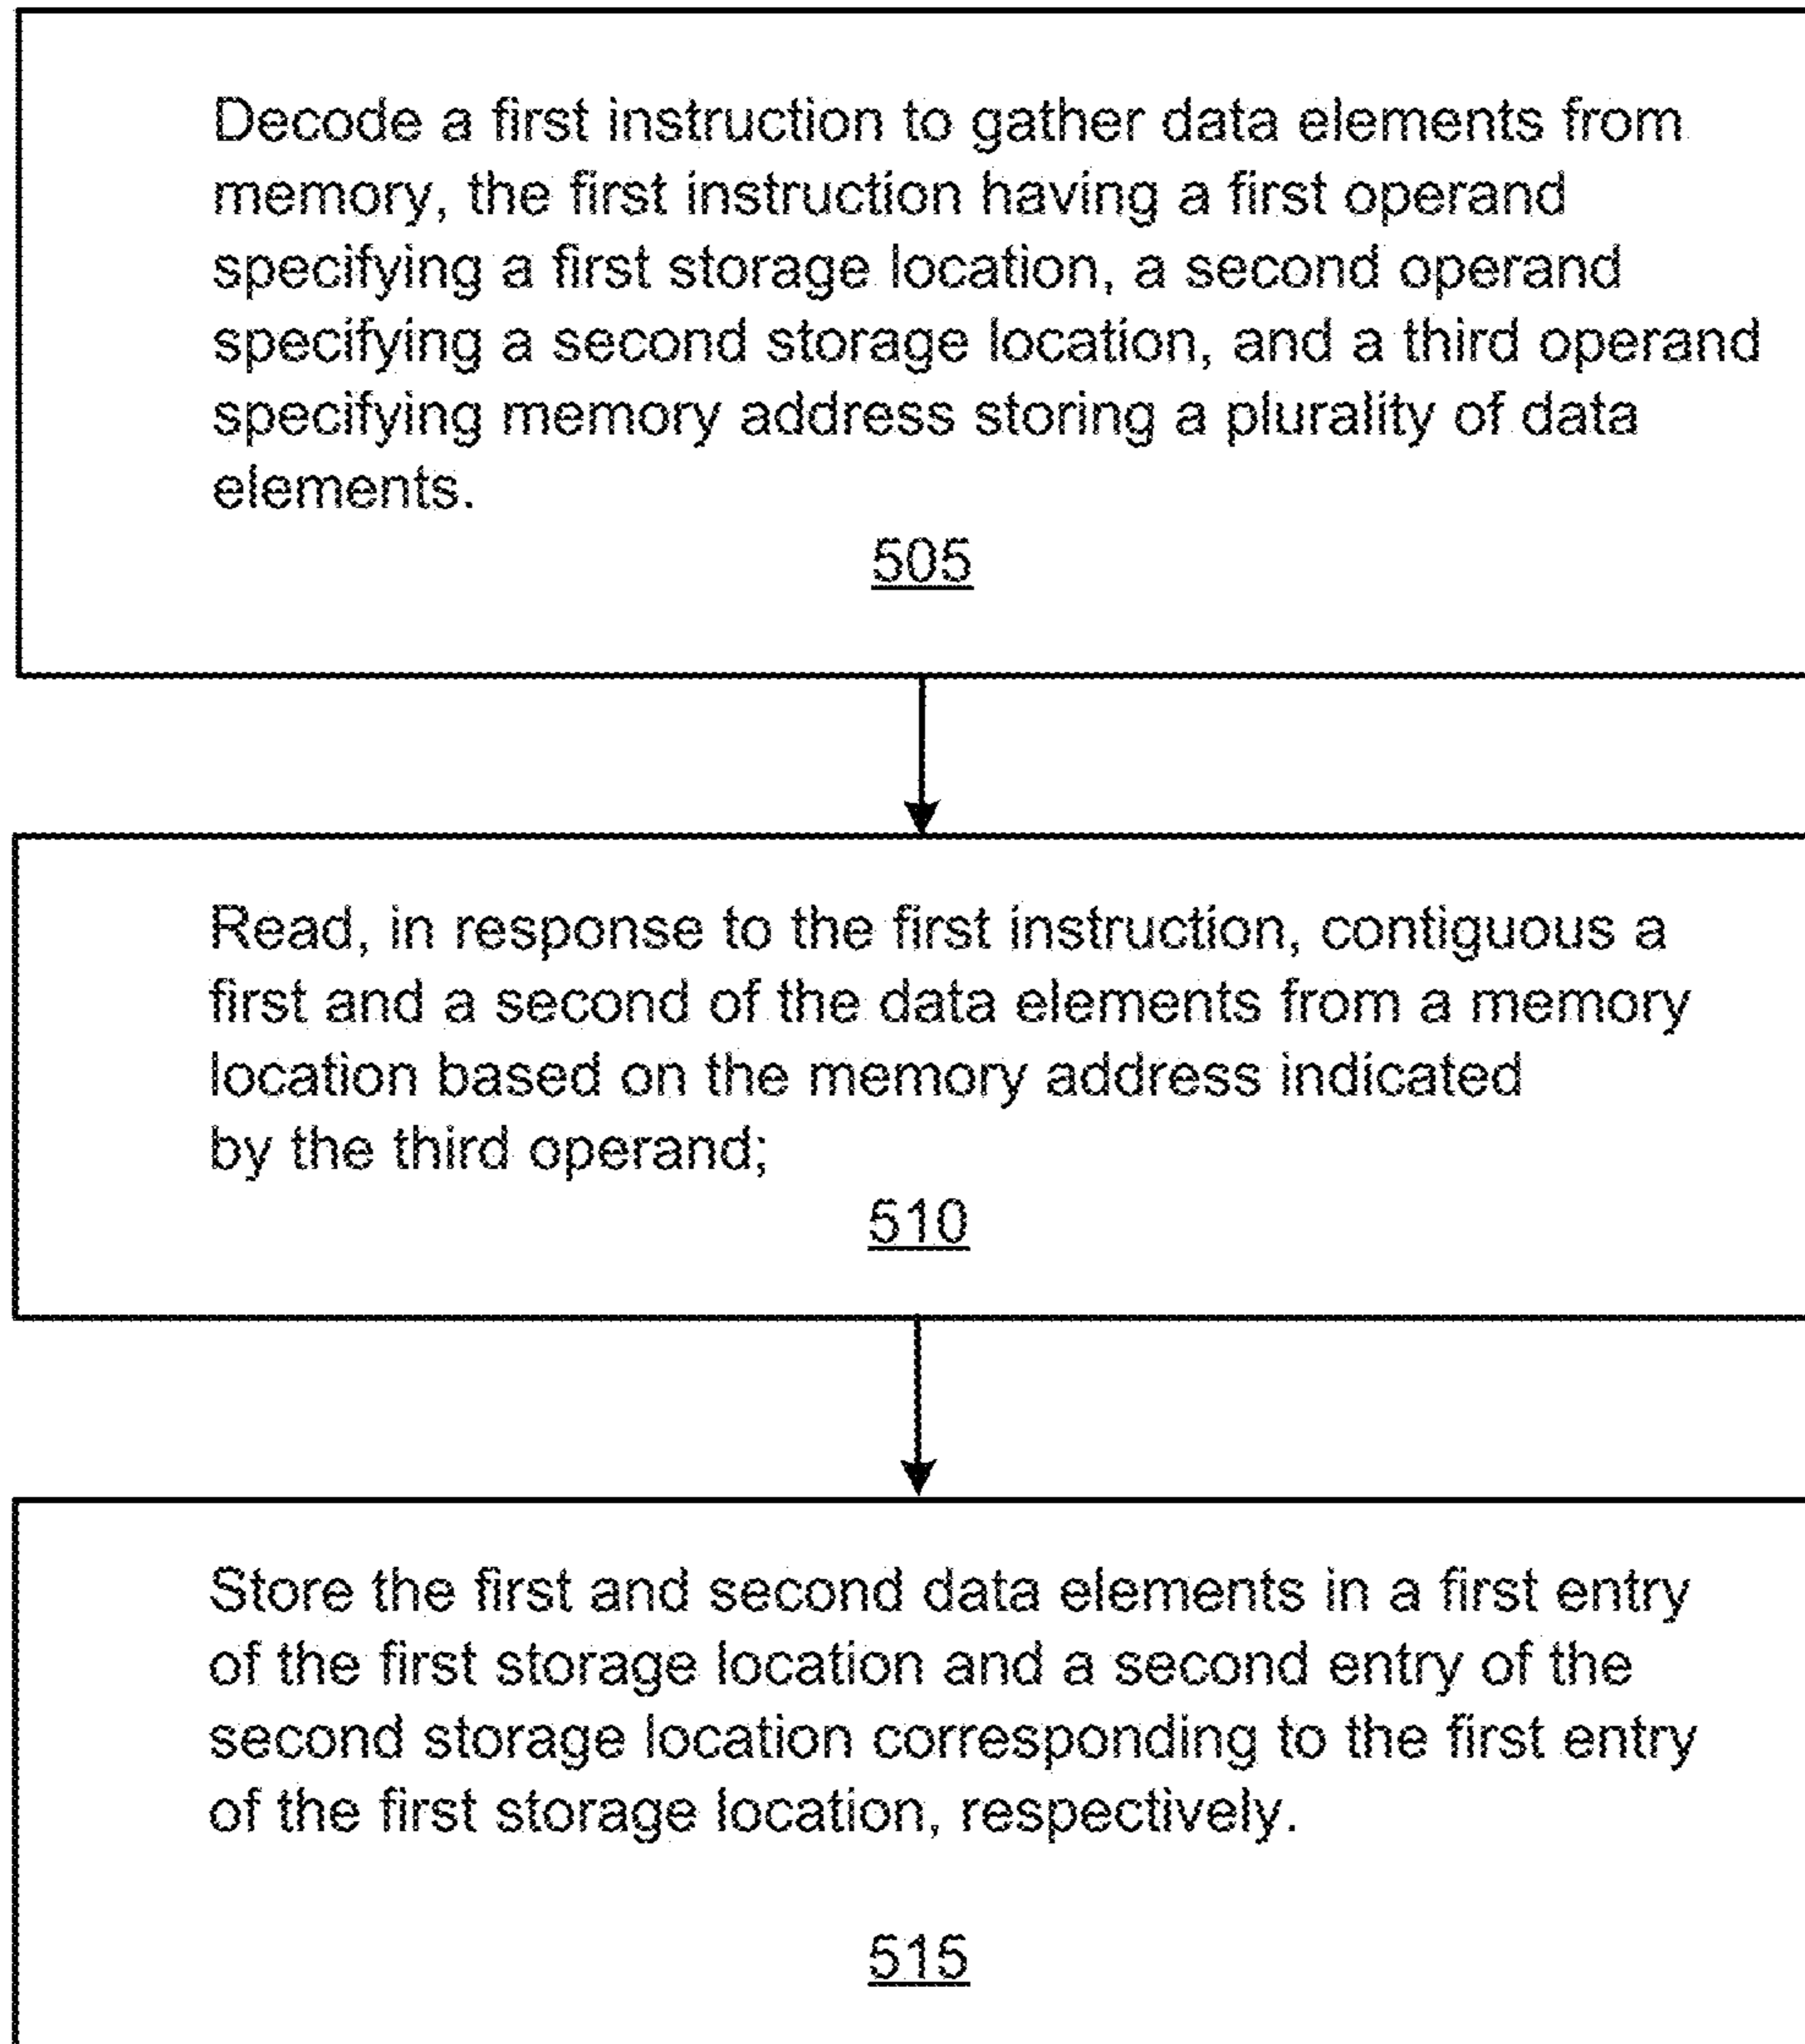 Decode a first instruction to gather data elements from
memory, the first instruction having a first operand
specifying a first storage location, a second operand
specifying a second storage location, and a third operand
specifying memory address storing a plurality of data
elements.
505
Read, in response to the first instruction, contiguous a
first and a second of the data elements from a memory
location based on the memory address indicated
by the third operand;
510
Store the first and second data elements in a first entry
of the first storage location and a second entry of the
second storage location corresponding to the first entry
of the first storage location, respectively.
515